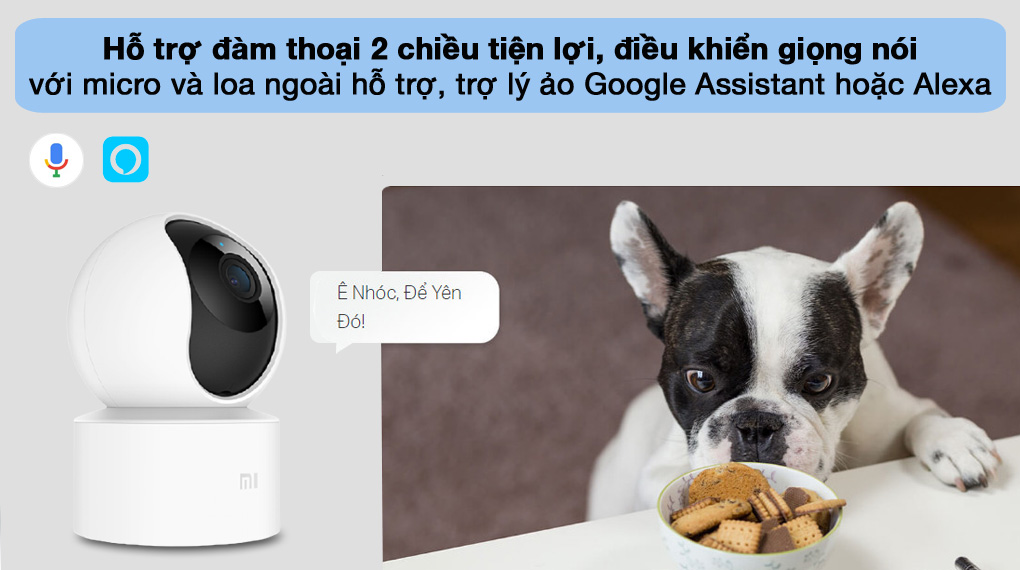 Hỗ trợ đàm thoại 2 chiều tiện lợi, điều khiển giọng nói
với micro và loa ngoài hỗ trợ, trợ lý ảo Google Assistant hoặc Alexa
Ê Nhóc, Để Yên
Đó!
MI